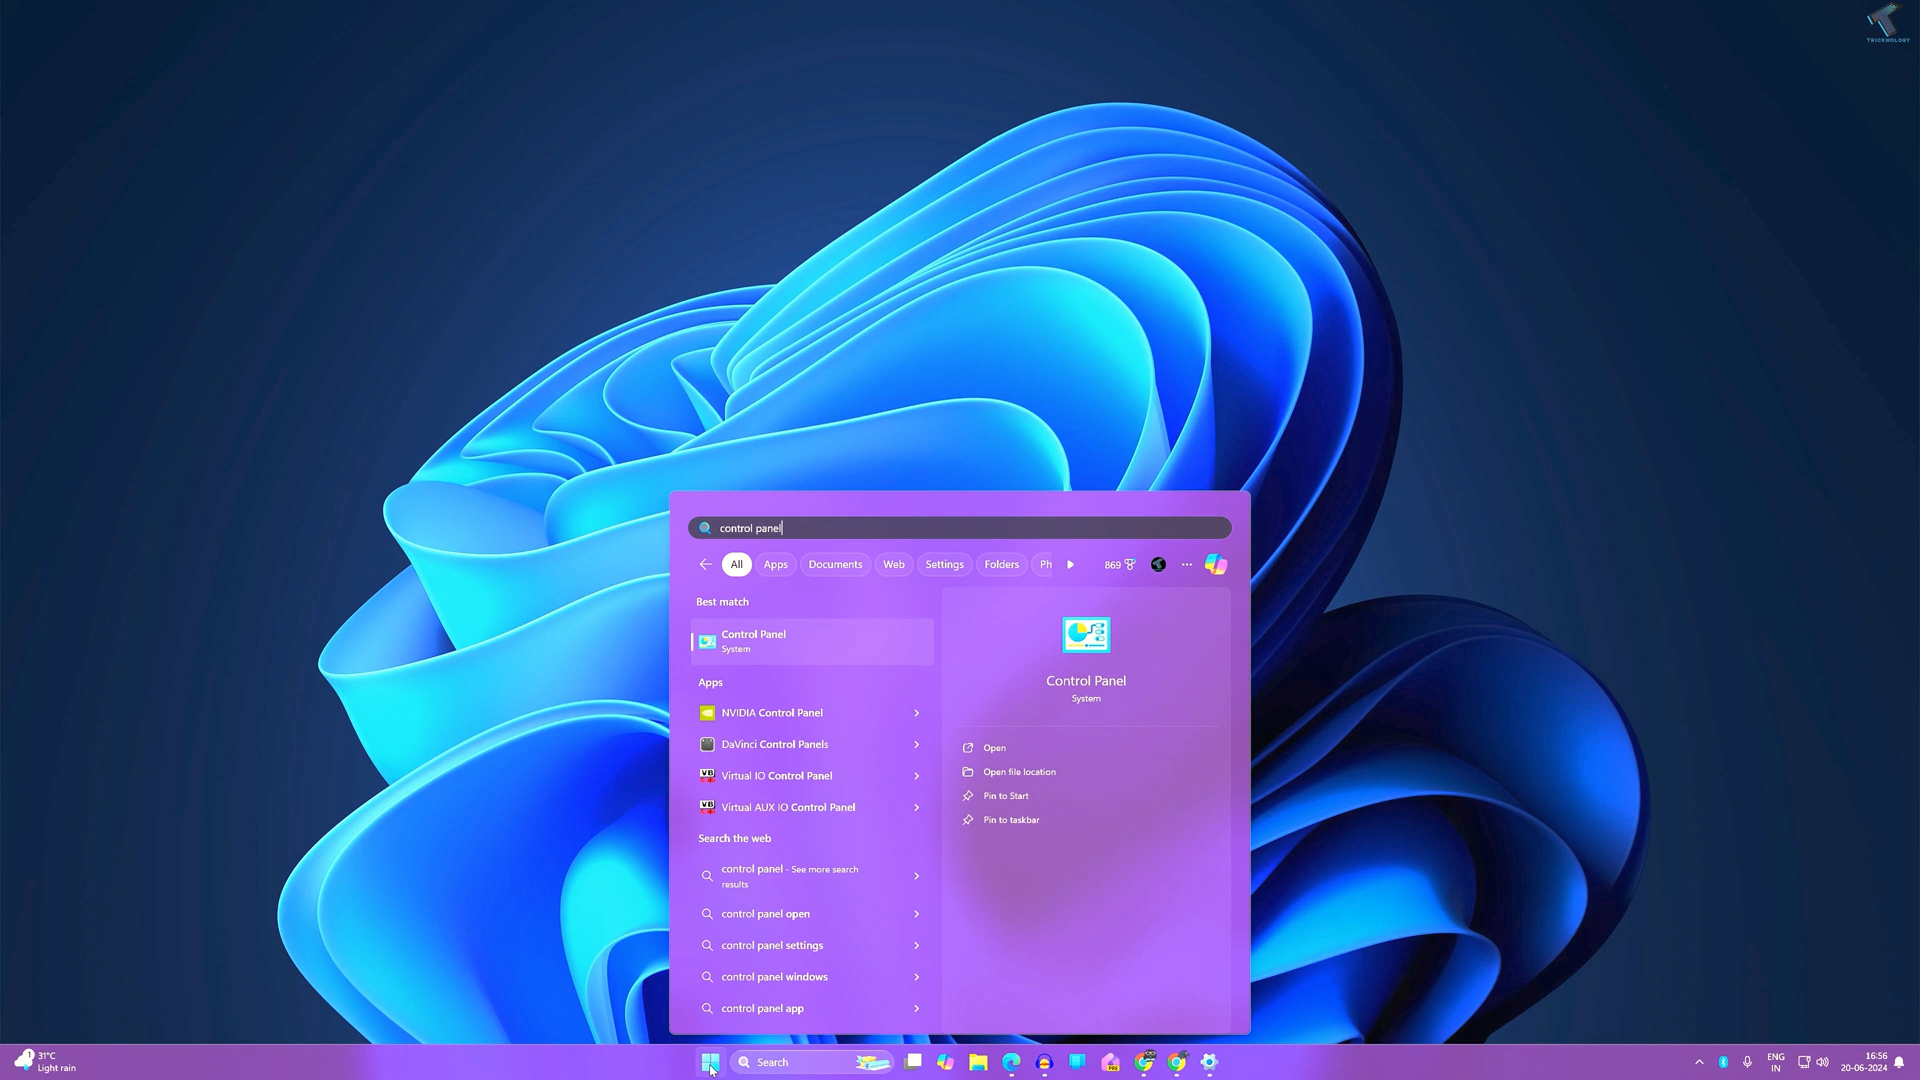 TRICKNOLOGY
control panel
All Apps Documents Web Settings Folders Ph 869
Best match
Control Panel
System
Apps
NVIDIA Control Panel
DaVinci Control Panels
Virtual IO Control Panel
Virtual AUX IO Control Panel
Search the web
control panel - See more search
results
control panel open
control panel settings
control panel windows
control panel app
Control Panel
System
Open
Open file location
Pin to Start
Pin to taskbar
1
31°C
Light rain
Search
PRE
ENG
IN
16:56
20-06-2024